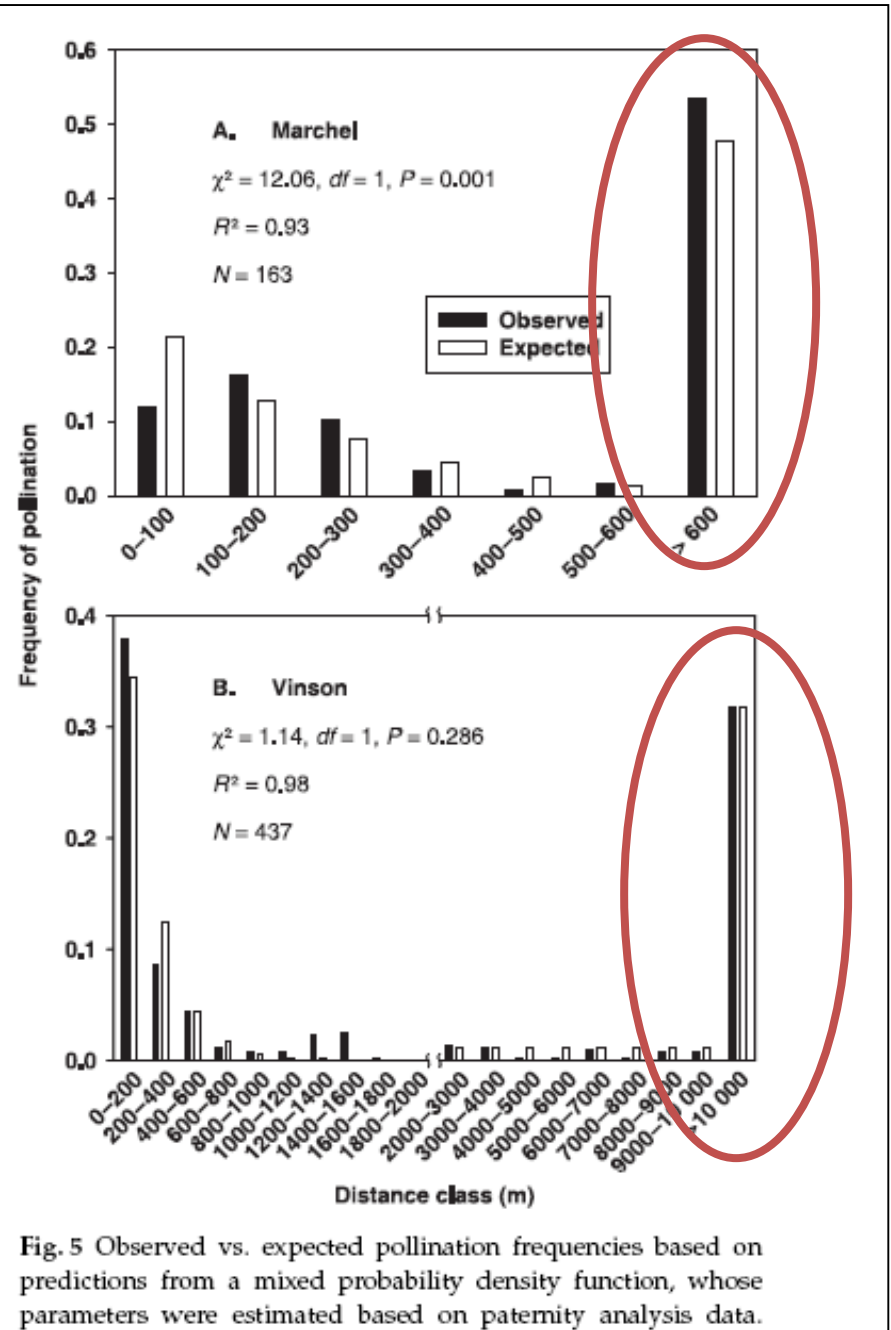 0.6
0.5
0.4
0.3
0.2
0.1
0.0
A. Marchel
χ² = 12.06, df = 1, P = 0.001
R² = 0.93
N = 163
Observed
Expected
0–100
100–200
200–300
300–400
400–500
500–600
> 600
Frequency of pollination
0.4
0.3
0.2
0.1
0.0
B. Vinson
χ² = 1.14, df = 1, P = 0.286
R² = 0.98
N = 437
0–200
200–400
400–600
600–800
800–1000
1000–1200
1200–1400
1400–1600
1600–1800
1800–2000
2000–3000
3000–4000
4000–5000
5000–6000
6000–7000
7000–8000
8000–9000
9000–10 000
>10 000
Distance class (m)
Fig. 5 Observed vs. expected pollination frequencies based on
predictions from a mixed probability density function, whose
parameters were estimated based on paternity analysis data.